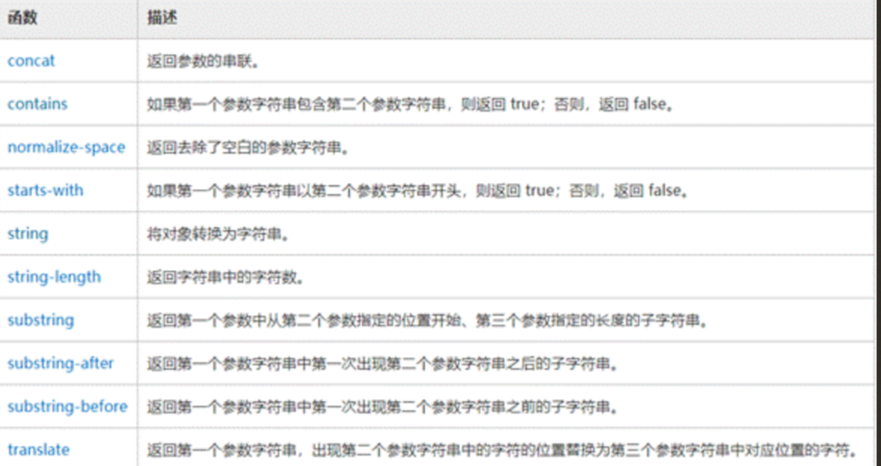 函数 描述
concat 返回参数的串联。
contains 如果第一个参数字符串包含第二个参数字符串，则返回 true；否则，返回 false。
normalize-space 返回去除了空白的参数字符串。
starts-with 如果第一个参数字符串以第二个参数字符串开头，则返回 true；否则，返回 false。
string 将对象转换为字符串。
string-length 返回字符串中的字符数。
substring 返回第一个参数中从第二个参数指定的位置开始、第三个参数指定的长度的子字符串。
substring-after 返回第一个参数字符串中第一次出现第二个参数字符串之后的子字符串。
substring-before 返回第一个参数字符串中第一次出现第二个参数字符串之前的子字符串。
translate 返回第一个参数字符串，出现第二个参数字符串中的字符的位置替换为第三个参数字符串中对应位置的字符。